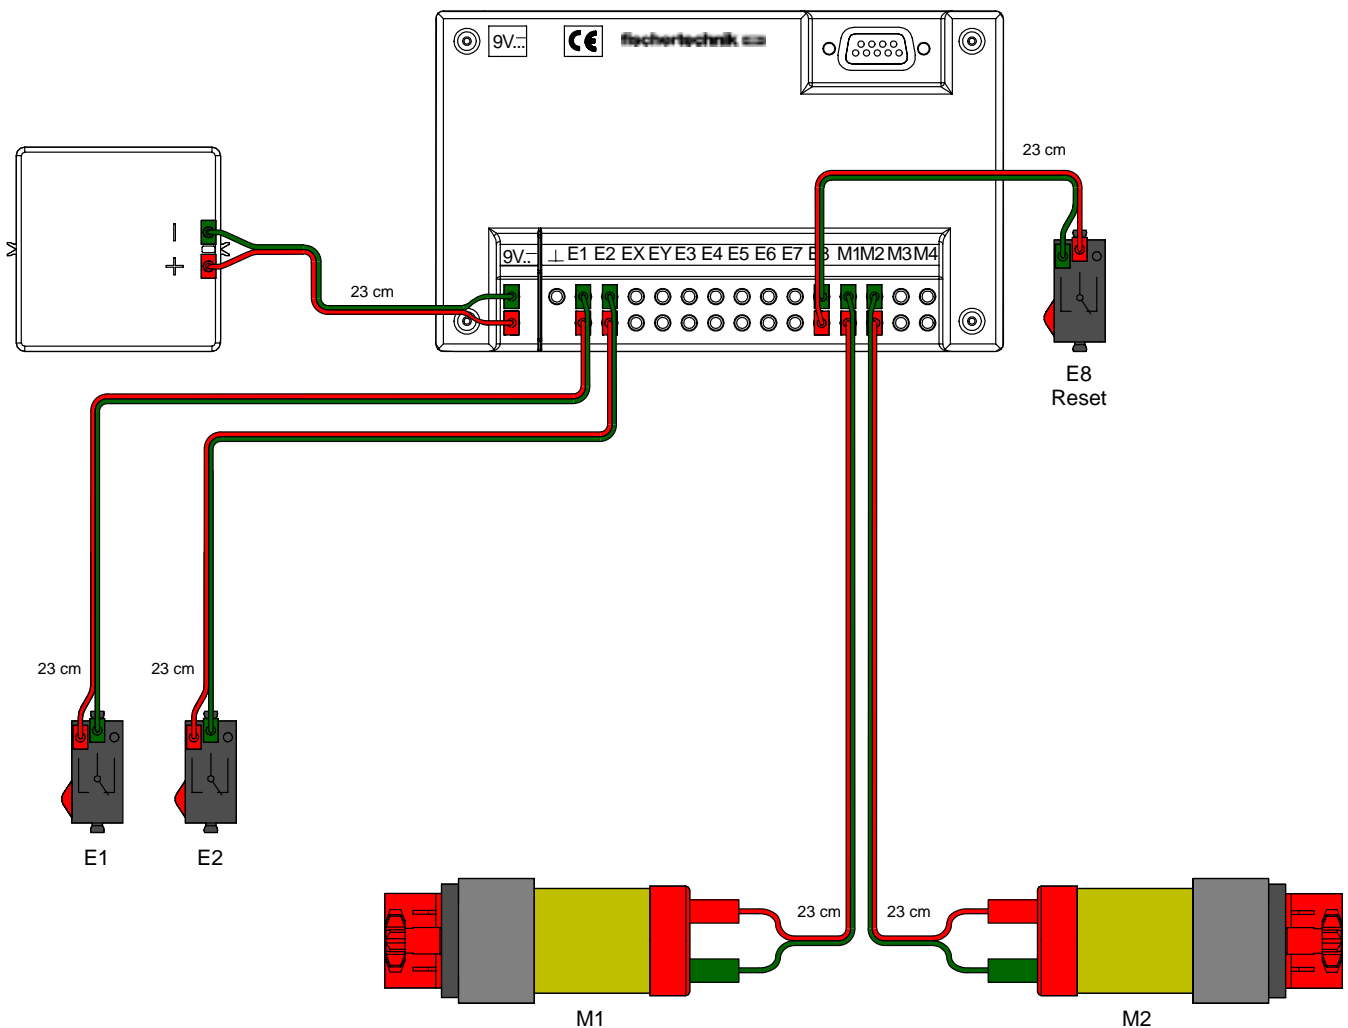 9V
CE
fischertechnik
23 cm
9V
⊥ E1 E2 EX EY E3 E4 E5 E6 E7 E8 M1 M2 M3 M4
− 
+
23 cm
E8
Reset
23 cm
23 cm
E1
E2
23 cm
23 cm
M1
M2